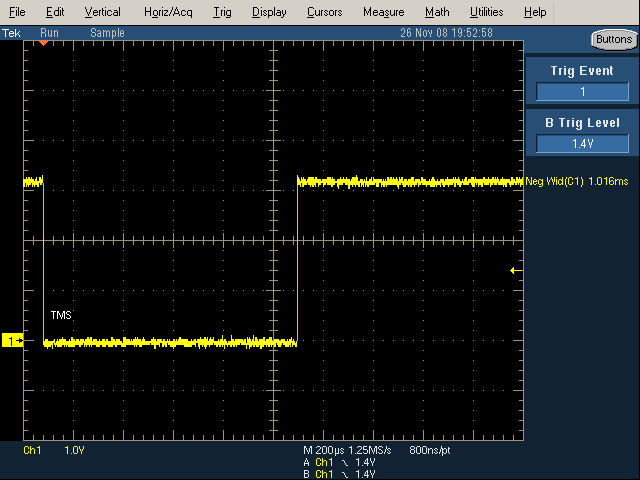 File Edit Vertical Horiz/Acq Trig Display Cursors Measure Math Utilities Help
Tek Run Sample 26 Nov 08 19:52:58
Buttons
Trig Event
1
B Trig Level
1.4V
Neg Wid(C1) 1.016ms
TMS
1
Ch1 1.0V M 200µs 1.25MS/s 800ns/pt
A Ch1 1.4V
B Ch1 1.4V